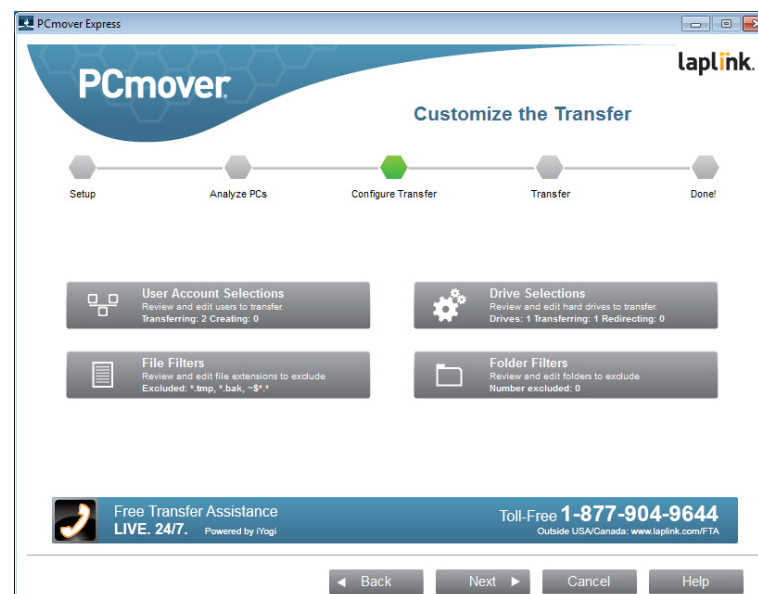 PCmover Express
PCmover.
laplink.
Customize the Transfer
Setup
Analyze PCs
Configure Transfer
Transfer
Done!
User Account Selections
Review and edit users to transfer.
Transferring: 2 Creating: 0
Drive Selections
Review and edit hard drives to transfer.
Drives: 1 Transferring: 1 Redirecting: 0
File Filters
Review and edit file extensions to exclude
Excluded: *.tmp, *.bak, ~$*.*
Folder Filters
Review and edit folders to exclude
Number excluded: 0
Free Transfer Assistance
LIVE. 24/7. Powered by iYogi
Toll-Free 1-877-904-9644
Outside USA/Canada: www.laplink.com/FTA
Back
Next
Cancel
Help